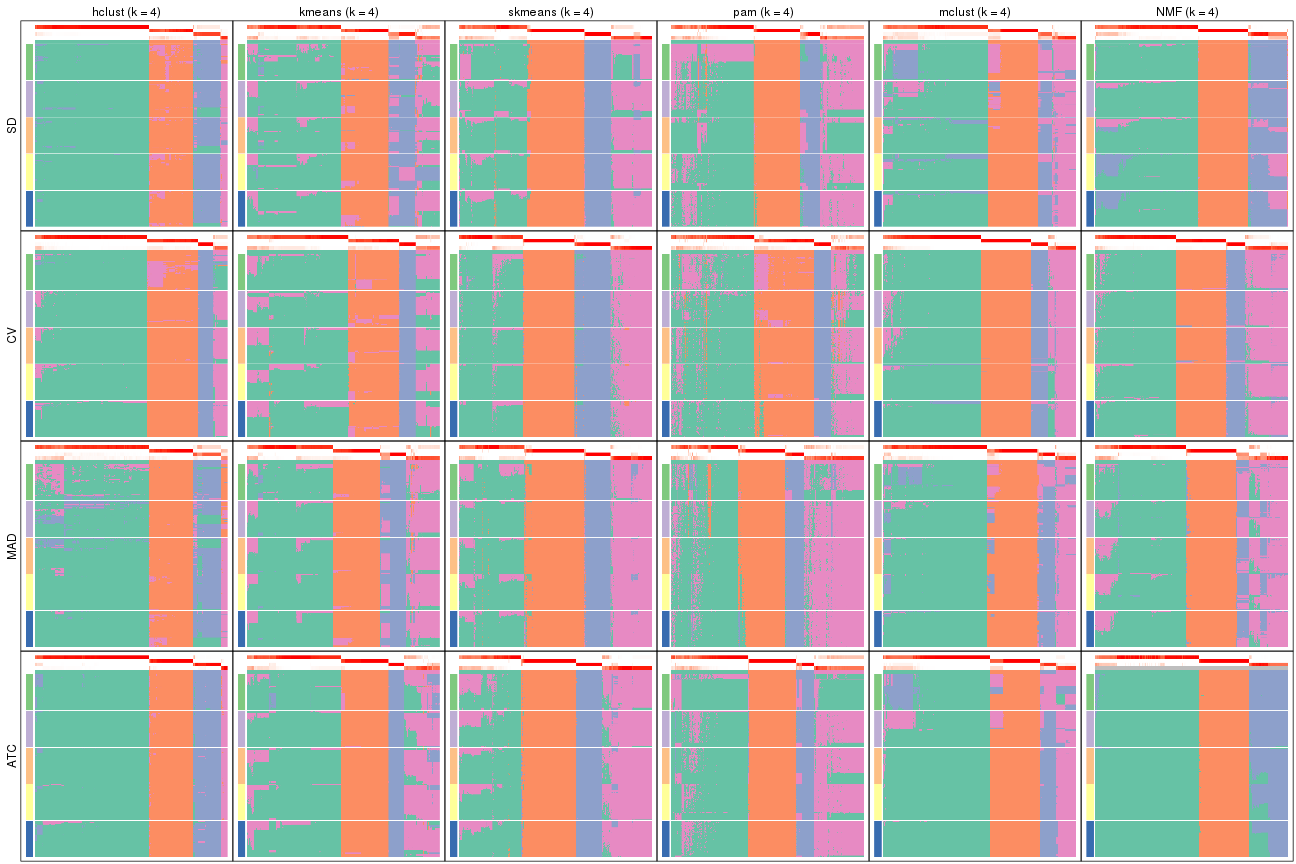 hclust (k = 4) kmeans (k = 4) skmeans (k = 4) pam (k = 4) mclust (k = 4) NMF (k = 4)
SD
CV
MAD
ATC